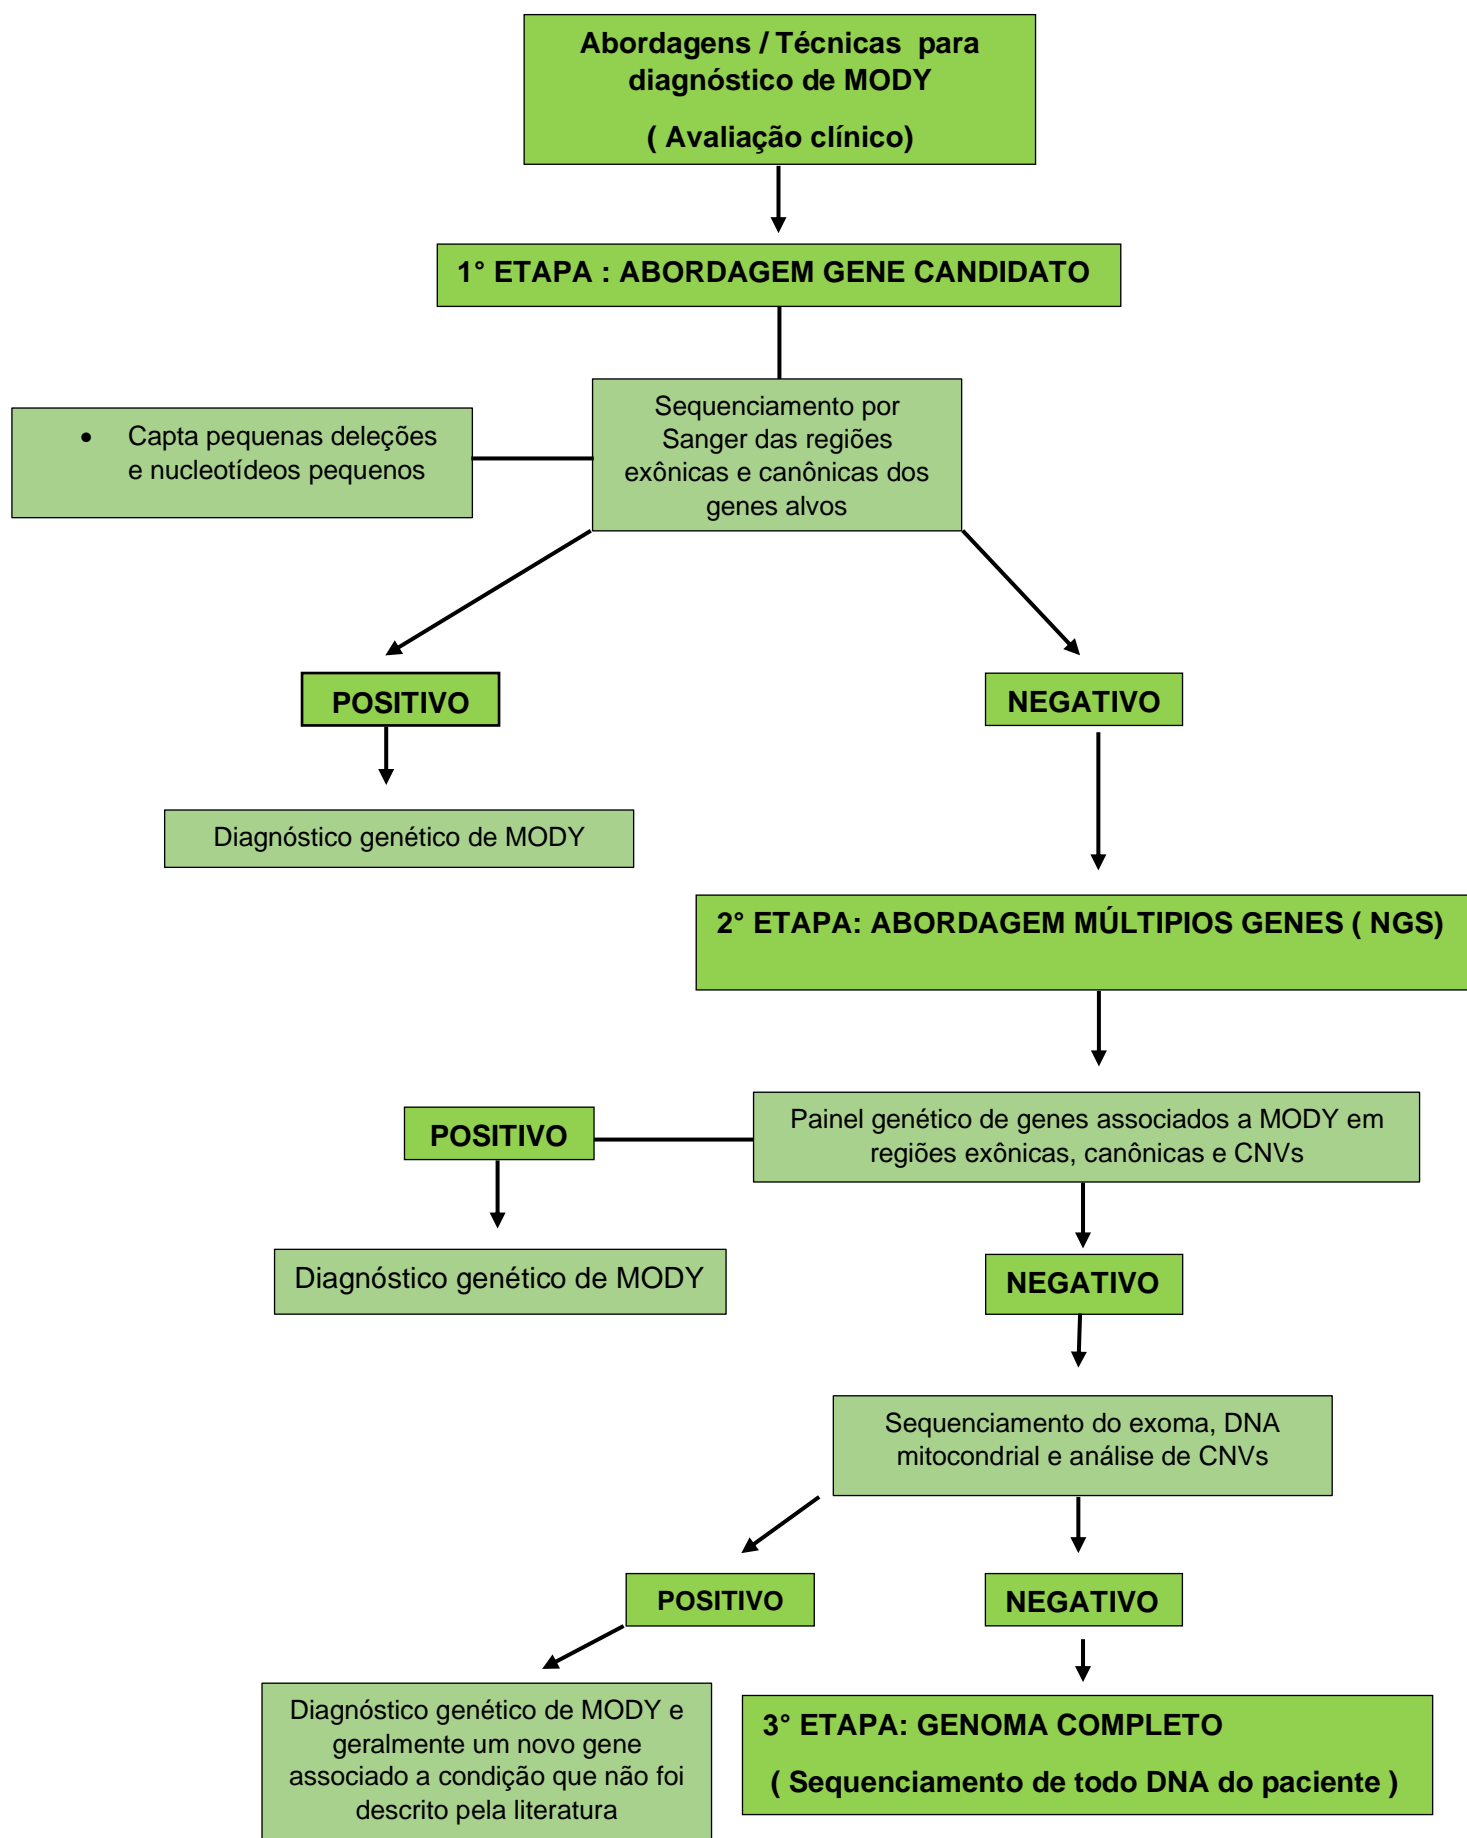 Abordagens / Técnicas para
diagnóstico de MODY
( Avaliação clínico)
1° ETAPA : ABORDAGEM GENE CANDIDATO
Sequenciamento por
Sanger das regiões
exônicas e canônicas dos
genes alvos
• Capta pequenas deleções
e nucleotídeos pequenos
POSITIVO
NEGATIVO
Diagnóstico genético de MODY
2° ETAPA: ABORDAGEM MÚLTIPIOS GENES ( NGS)
Painel genético de genes associados a MODY em
regiões exônicas, canônicas e CNVs
POSITIVO
Diagnóstico genético de MODY
NEGATIVO
Sequenciamento do exoma, DNA
mitocondrial e análise de CNVs
POSITIVO
NEGATIVO
Diagnóstico genético de MODY e
geralmente um novo gene
associado a condição que não foi
descrito pela literatura
3° ETAPA: GENOMA COMPLETO
( Sequenciamento de todo DNA do paciente )